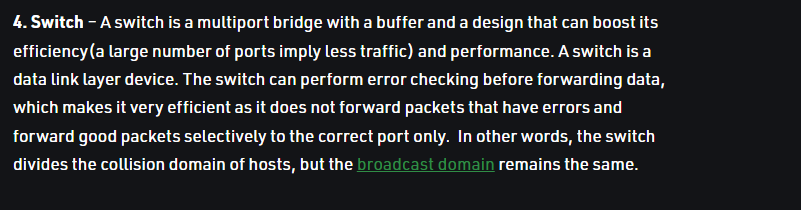 4. Switch – A switch is a multiport bridge with a buffer and a design that can boost its
efficiency(a large number of ports imply less traffic) and performance. A switch is a
data link layer device. The switch can perform error checking before forwarding data,
which makes it very efficient as it does not forward packets that have errors and
forward good packets selectively to the correct port only.  In other words, the switch
divides the collision domain of hosts, but the broadcast domain remains the same.